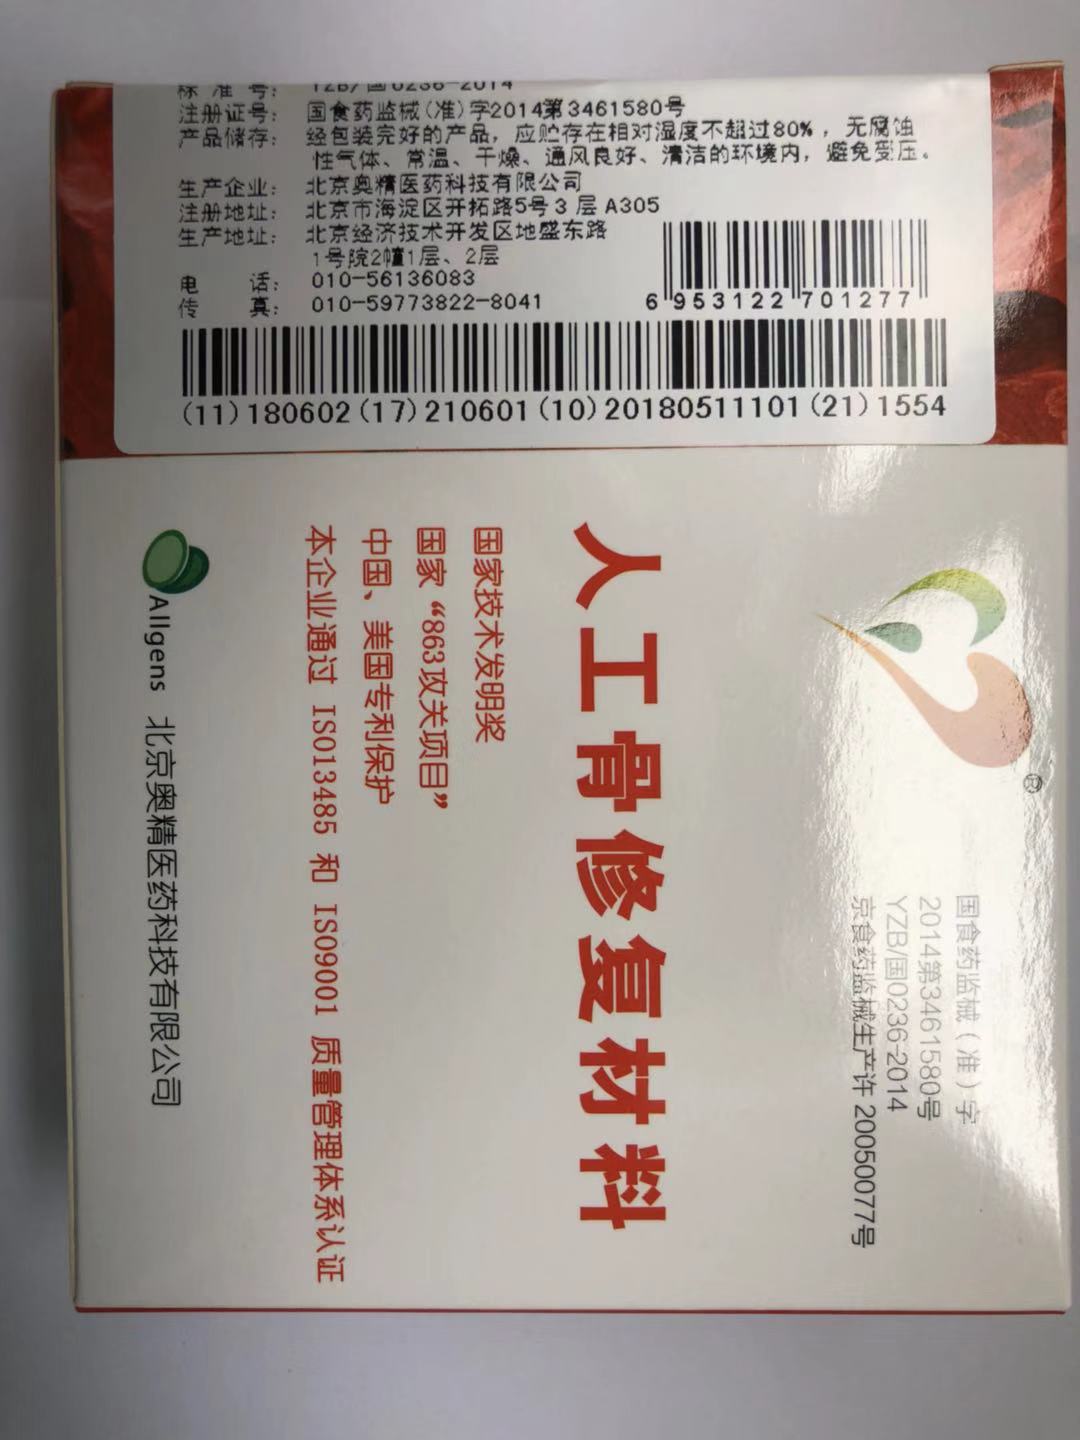 标 准 号： YZB/国0236-2014
注册证号： 国食药监械(准)字2014第3461580号
产品储存： 经包装完好的产品，应贮存在相对湿度不超过80%，无腐蚀
性气体、常温、干燥、通风良好、清洁的环境内，避免受压。
生产企业： 北京奥精医药科技有限公司
注册地址： 北京市海淀区开拓路5号3层A305
生产地址： 北京经济技术开发区地盛东路
1号院2幢1层、2层
电 话： 010-56136083
传 真： 010-59773822-8041
6 953122 701277
(11)180602(17)210601(10)20180511101(21)1554
®
国食药监械（准）字
2014第3461580号
YZB/国0236-2014
京食药监械生产许 20050077号
人工骨修复材料
国家技术发明奖
国家“863攻关项目”
中国、美国专利保护
本企业通过 ISO13485 和 ISO9001 质量管理体系认证
Allgens 北京奥精医药科技有限公司